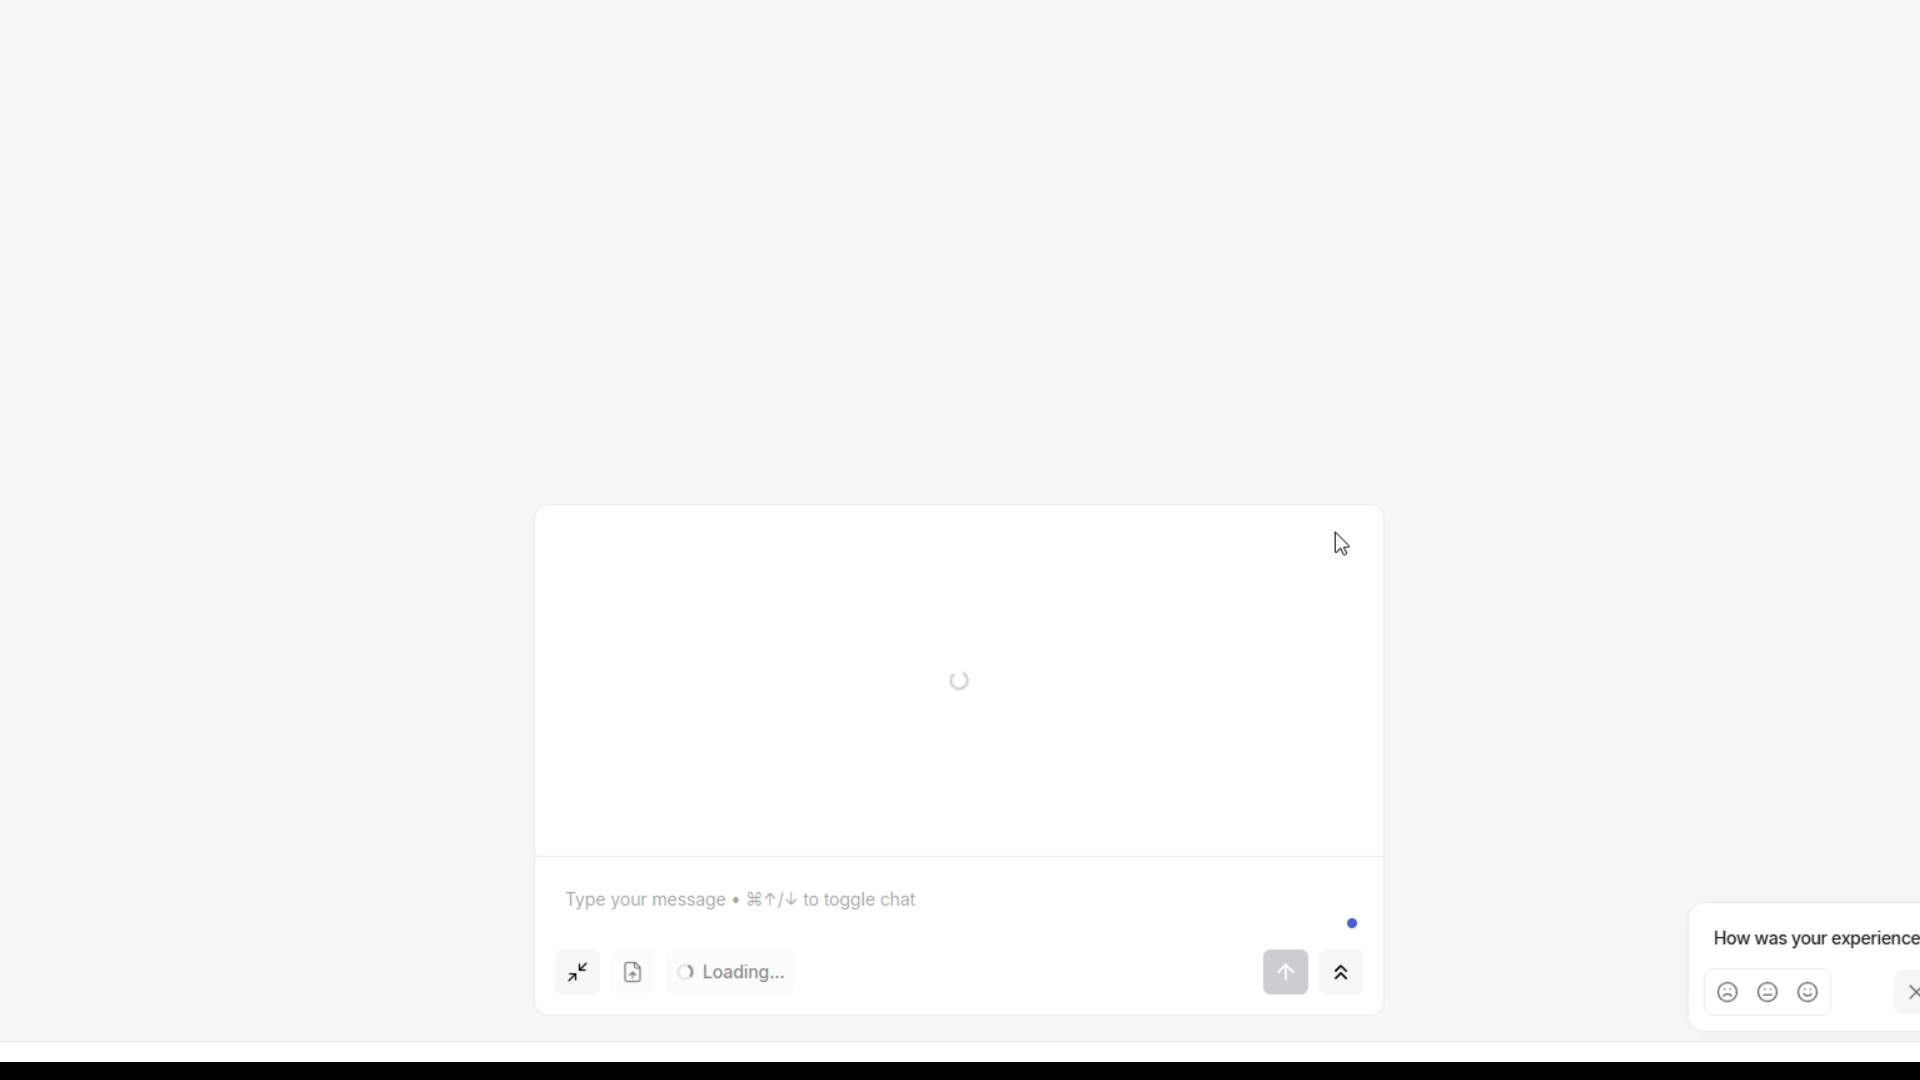 Type your message • ⌘↑/↓ to toggle chat
Loading...
How was your experience